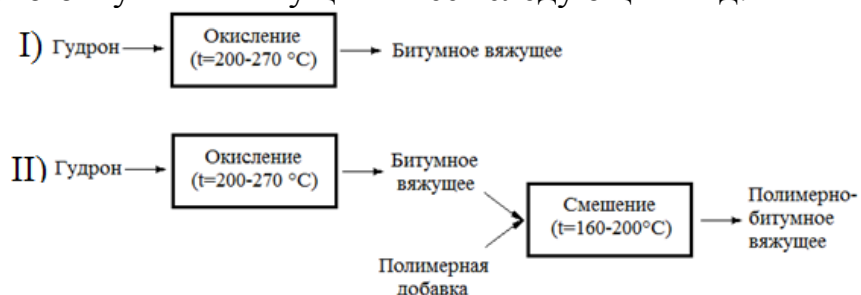 I) Гудрон
Окисление
(t=200-270 °C)
Битумное вяжущее
II) Гудрон
Окисление
(t=200-270 °C)
Битумное
вяжущее
Полимерная
добавка
Смешение
(t=160-200°C)
Полимерно-
битумное
вяжущее